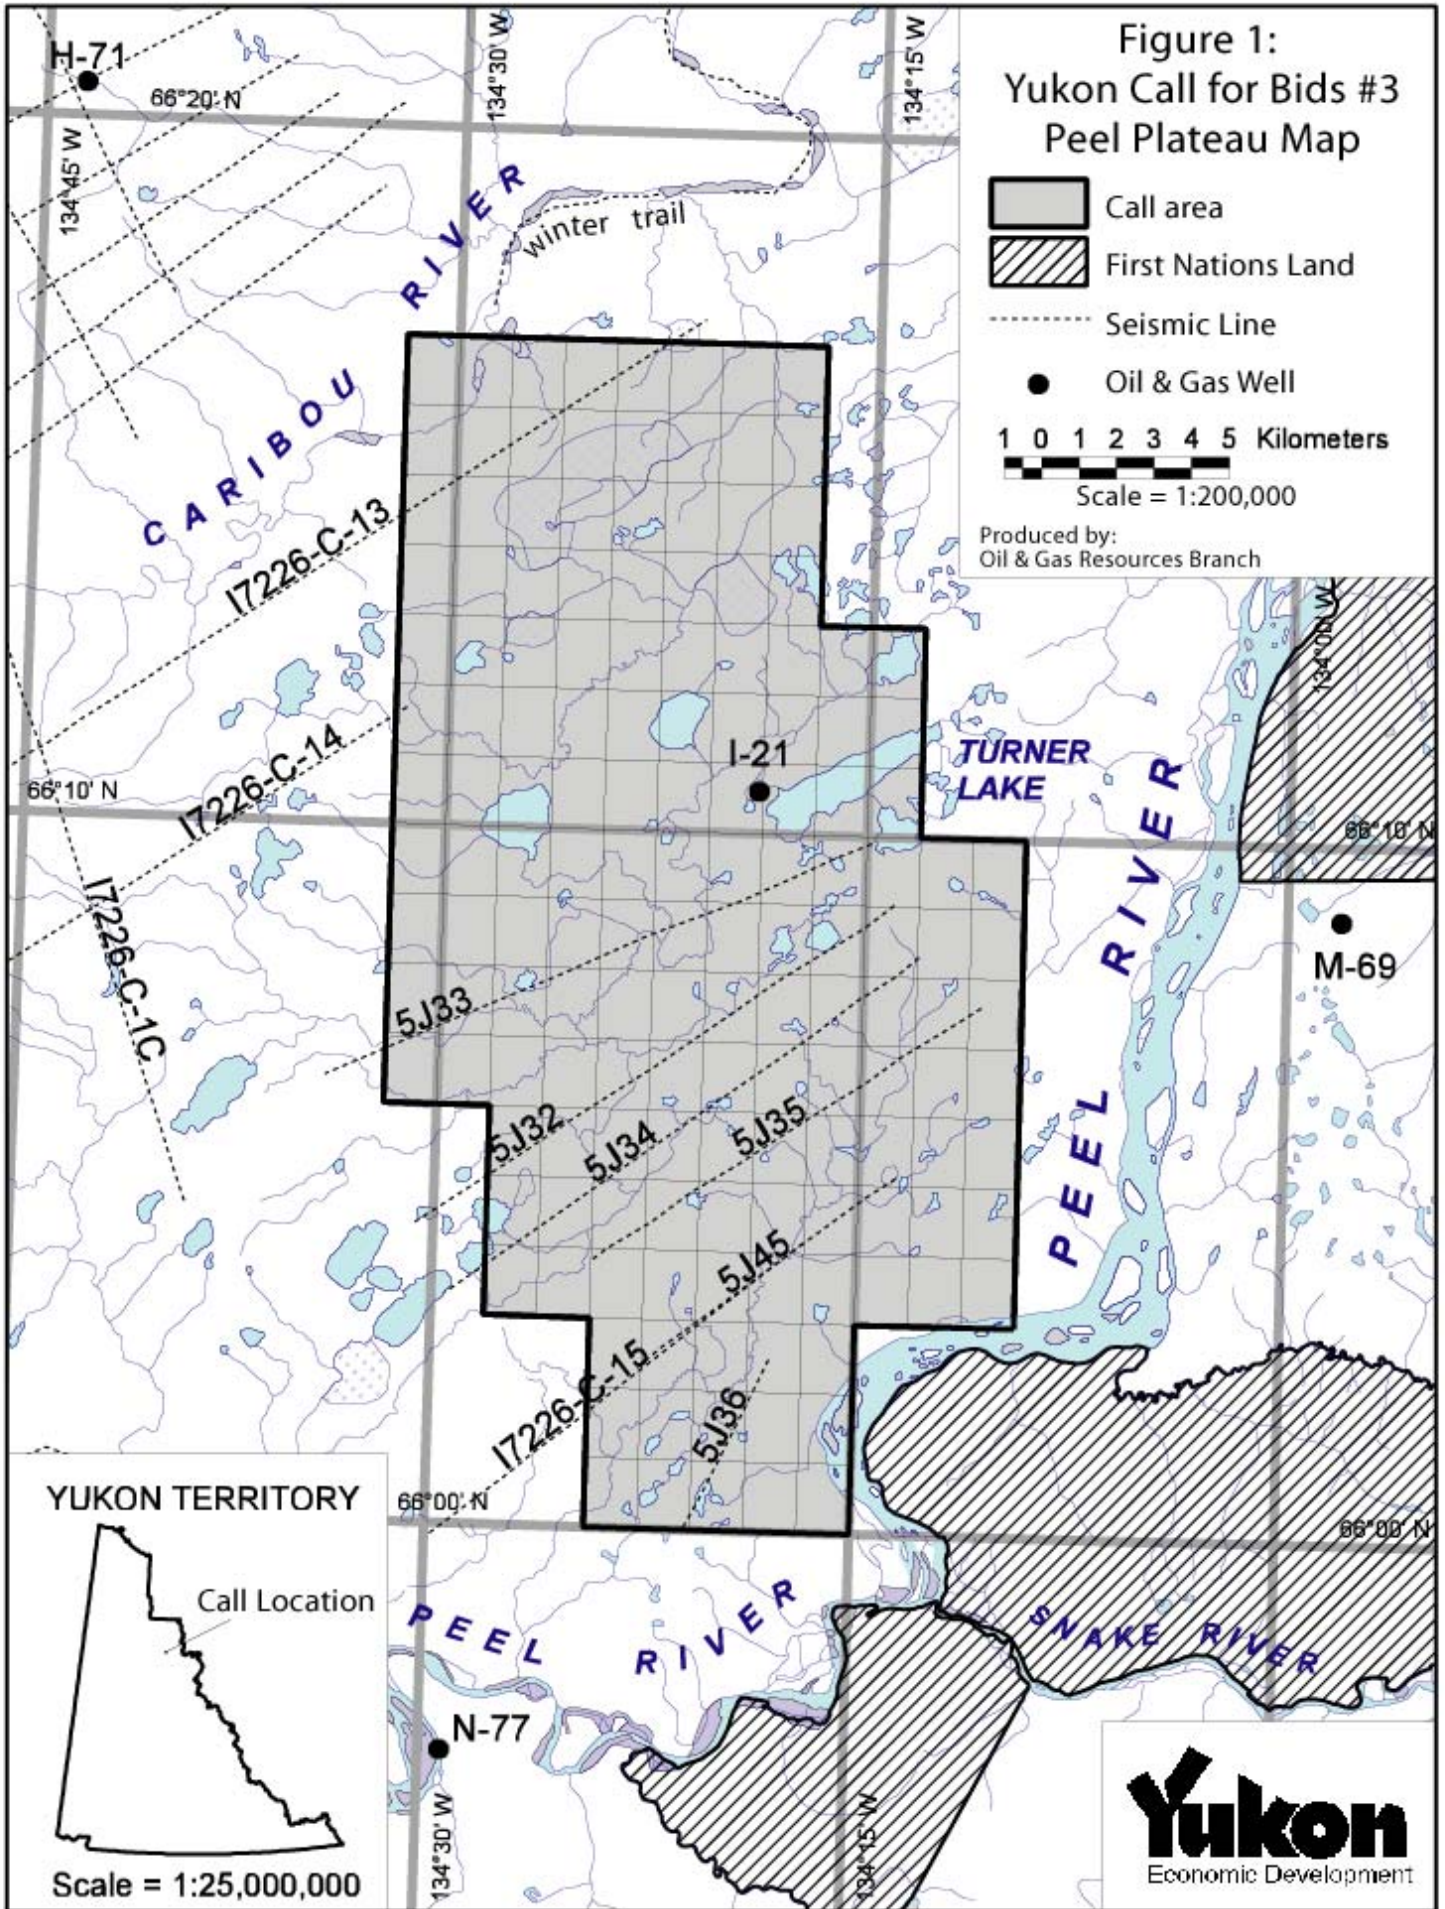 Figure 1:
Yukon Call for Bids #3
Peel Plateau Map
Call area
First Nations Land
Seismic Line
Oil & Gas Well
1 0 1 2 3 4 5 Kilometers
Scale = 1:200,000
Produced by:
Oil & Gas Resources Branch
H-71
66°20' N
134°45' W
134°30' W
134°15' W
CARIBOU RIVER
winter trail
I7226-C-13
I7226-C-14
66°10' N
I7226-C-1C
I-21
TURNER
LAKE
134°00' W
PEEL RIVER
66°10' N
M-69
5J33
5J32
5J34
5J35
5J45
I7226-C-15
5J36
66°00' N
66°00' N
PEEL RIVER
SNAKE RIVER
N-77
134°30' W
134°15' W
YUKON TERRITORY
Call Location
Scale = 1:25,000,000
Yukon
Economic Development